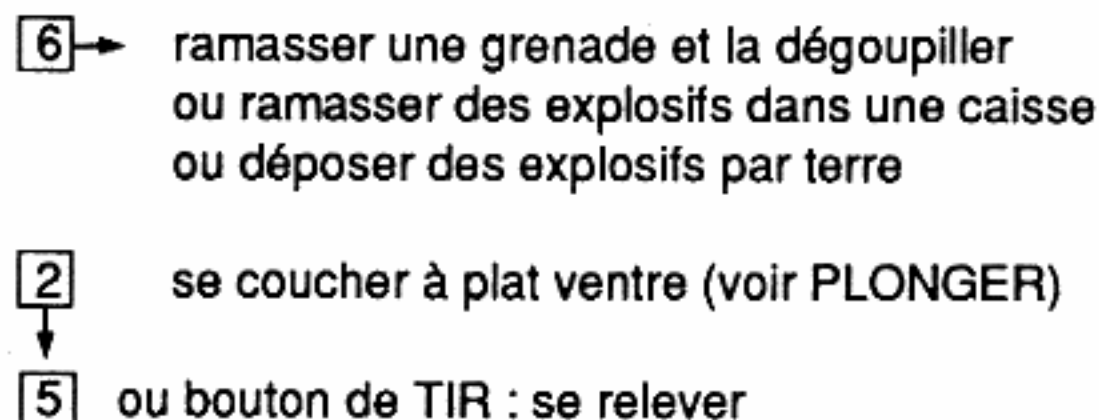 6 ramasser une grenade et la dégoupiller
ou ramasser des explosifs dans une caisse
ou déposer des explosifs par terre
2 se coucher à plat ventre (voir PLONGER)
5 ou bouton de TIR : se relever